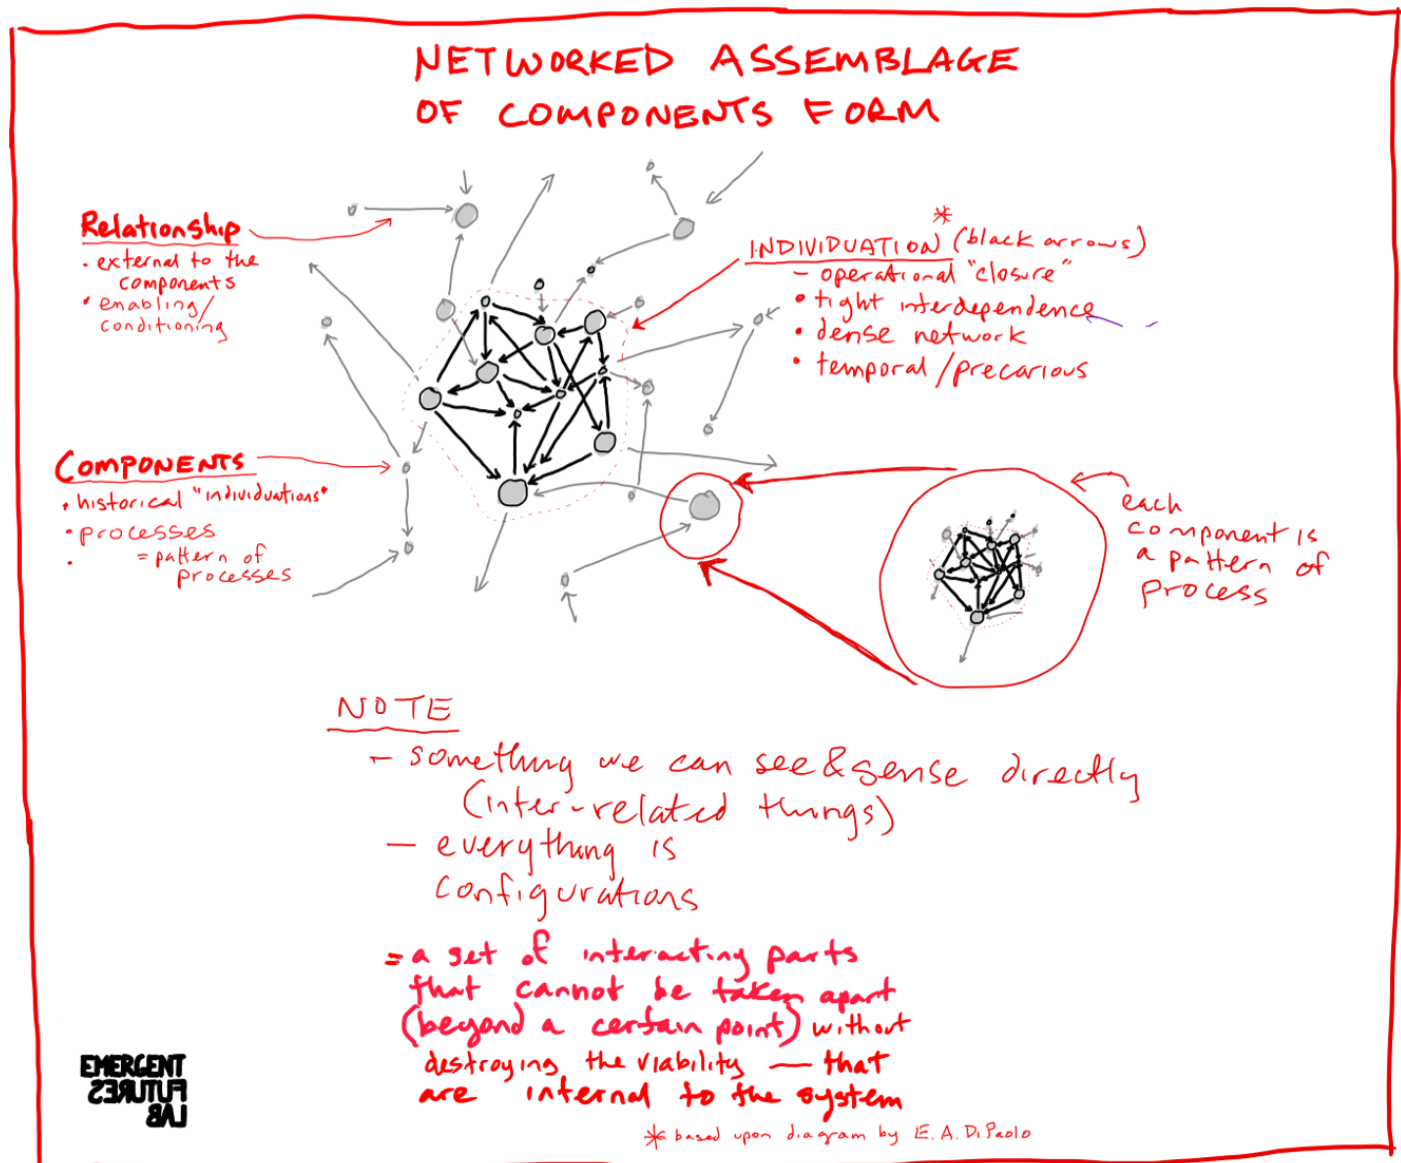 NETWORKED ASSEMBLAGE
OF COMPONENTS FORM
Relationship
• external to the
components
• enabling/
conditioning
*
INDIVIDUATION (black arrows)
- operational "closure"
• tight interdependence
• dense network
• temporal/precarious
COMPONENTS
• historical "individuations"
• processes
• = pattern of
processes
each
component is
a pattern of
process
NOTE
- something we can see & sense directly
(inter-related things)
- everything is
configurations
= a set of interacting parts
that cannot be taken apart
(beyond a certain point) without
destroying the viability — that
are internal to the system
* based upon diagram by E. A. Di Paolo
EMERGENT
FUTURES
LAB